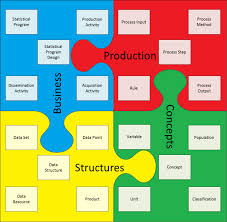 Statistical
Program
Production
Activity
Process Input
Process
Method
Statistical
Program
Design
Production
Process Step
Dissemination
Activity
Acquisition
Activity
Rule
Process
Output
Business
Concepts
Data Set
Data Point
Variable
Population
Data
Structure
Structures
Concept
Data
Resource
Product
Unit
Classification